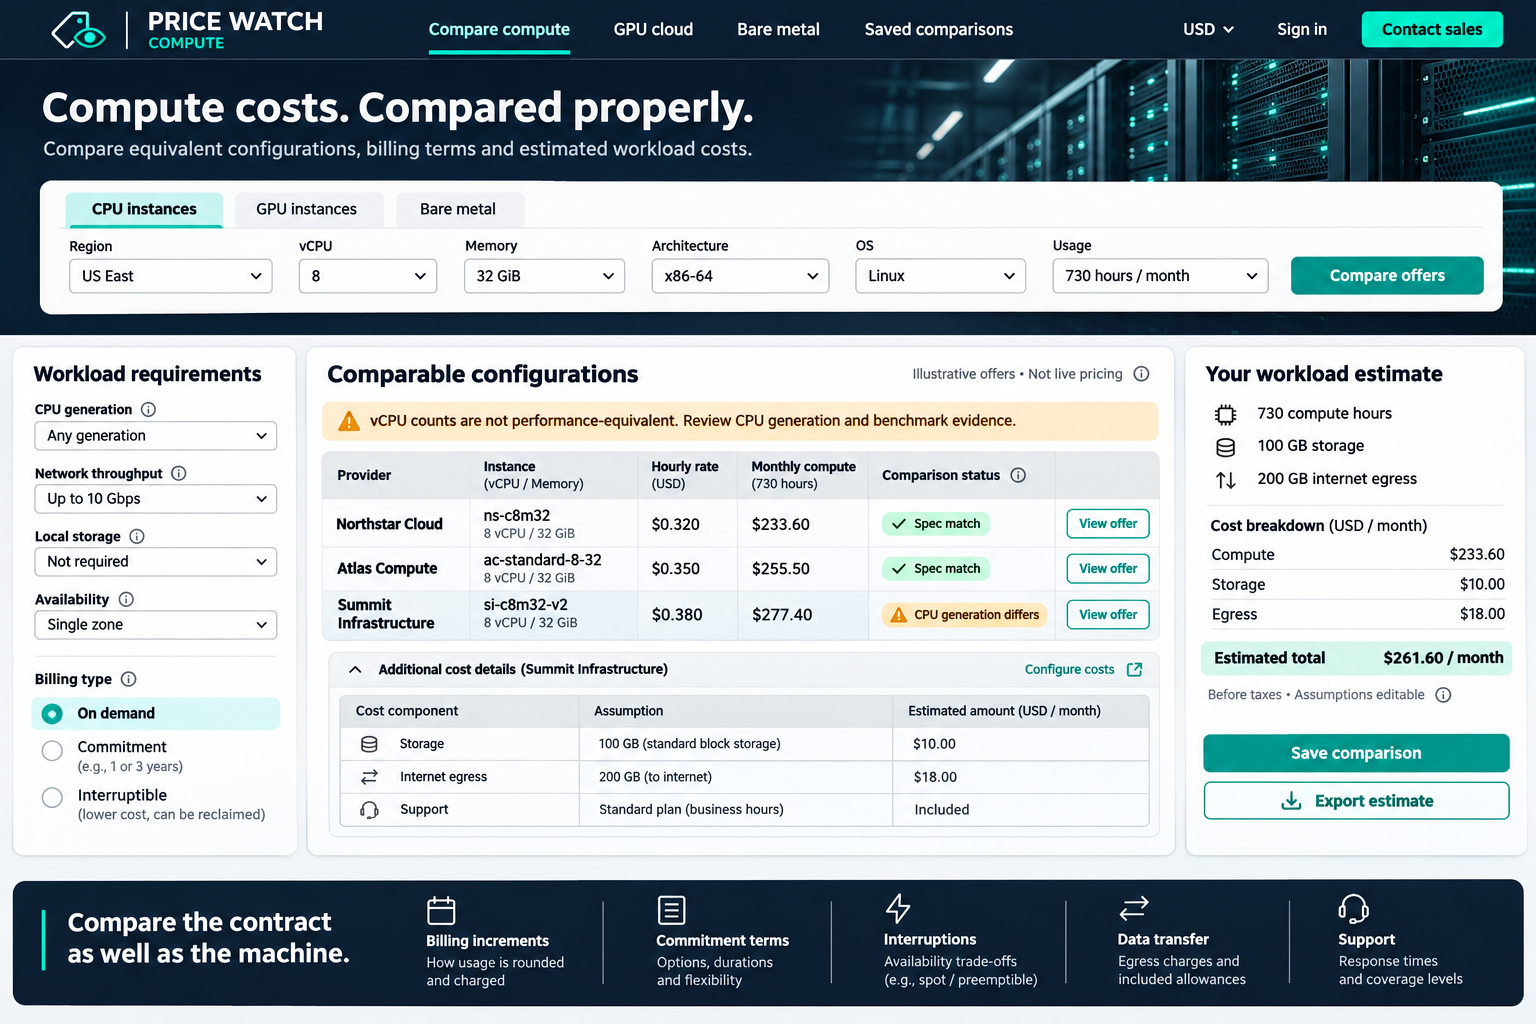 PRICE WATCH
COMPUTE
Compare compute
GPU cloud
Bare metal
Saved comparisons
USD
Sign in
Contact sales
Compute costs. Compared properly.
Compare equivalent configurations, billing terms and estimated workload costs.
CPU instances
GPU instances
Bare metal
Region
vCPU
Memory
Architecture
OS
Usage
US East
8
32 GiB
x86-64
Linux
730 hours / month
Compare offers
Workload requirements
CPU generation
Any generation
Network throughput
Up to 10 Gbps
Local storage
Not required
Availability
Single zone
Billing type
On demand
Commitment
(e.g., 1 or 3 years)
Interruptible
(lower cost, can be reclaimed)
Comparable configurations
Illustrative offers • Not live pricing
vCPU counts are not performance-equivalent. Review CPU generation and benchmark evidence.
Provider
Instance
(vCPU / Memory)
Hourly rate
(USD)
Monthly compute
(730 hours)
Comparison status
Northstar Cloud
ns-c8m32
8 vCPU / 32 GiB
$0.320
$233.60
Spec match
View offer
Atlas Compute
ac-standard-8-32
8 vCPU / 32 GiB
$0.350
$255.50
Spec match
View offer
Summit
Infrastructure
si-c8m32-v2
8 vCPU / 32 GiB
$0.380
$277.40
CPU generation differs
View offer
Additional cost details (Summit Infrastructure)
Configure costs
Cost component
Assumption
Estimated amount (USD / month)
Storage
100 GB (standard block storage)
$10.00
Internet egress
200 GB (to internet)
$18.00
Support
Standard plan (business hours)
Included
Your workload estimate
730 compute hours
100 GB storage
200 GB internet egress
Cost breakdown (USD / month)
Compute
$233.60
Storage
$10.00
Egress
$18.00
Estimated total
$261.60 / month
Before taxes • Assumptions editable
Save comparison
Export estimate
Compare the contract
as well as the machine.
Billing increments
How usage is rounded
and charged
Commitment terms
Options, durations
and flexibility
Interruptions
Availability trade-offs
(e.g., spot / preemptible)
Data transfer
Egress charges and
included allowances
Support
Response times
and coverage levels